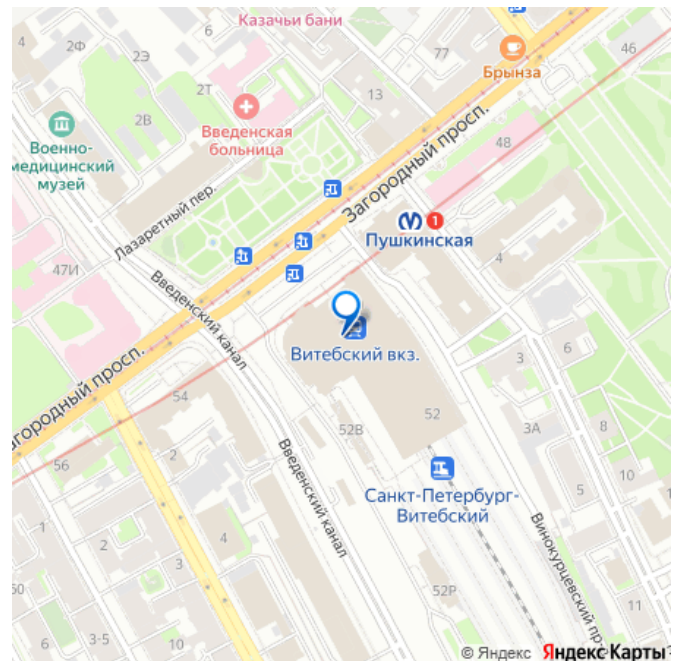 Казачьи бани
4
2Ф
2Э
77
46
Брынза
2Т
13
2В
Введенская
больница
Военно-
медицинский
музей
48
Загородный просп.
Лазаретный пер.
1
Пушкинская
4
47И
Введенский канал
Витебский вкз.
3
6
Загородный просп.
54
52
52В
3А
8
2
56
Санкт-Петербург-
Витебский
10
5
Введенский канал
Винокурцевский пр
1
2
3
4
50
52Р
11
6
3-5
10
© Яндекс Яндекс Карты